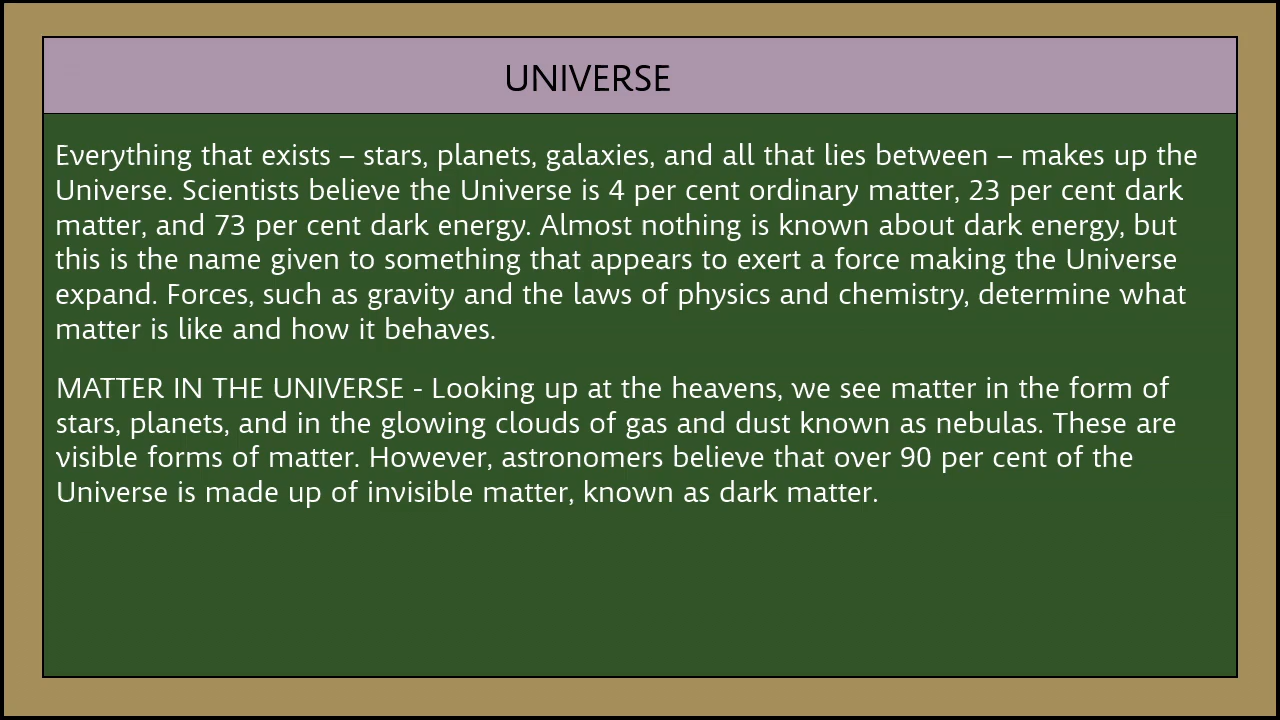 UNIVERSE
Everything that exists – stars, planets, galaxies, and all that lies between – makes up the
Universe. Scientists believe the Universe is 4 per cent ordinary matter, 23 per cent dark
matter, and 73 per cent dark energy. Almost nothing is known about dark energy, but
this is the name given to something that appears to exert a force making the Universe
expand. Forces, such as gravity and the laws of physics and chemistry, determine what
matter is like and how it behaves.
MATTER IN THE UNIVERSE - Looking up at the heavens, we see matter in the form of
stars, planets, and in the glowing clouds of gas and dust known as nebulas. These are
visible forms of matter. However, astronomers believe that over 90 per cent of the
Universe is made up of invisible matter, known as dark matter.